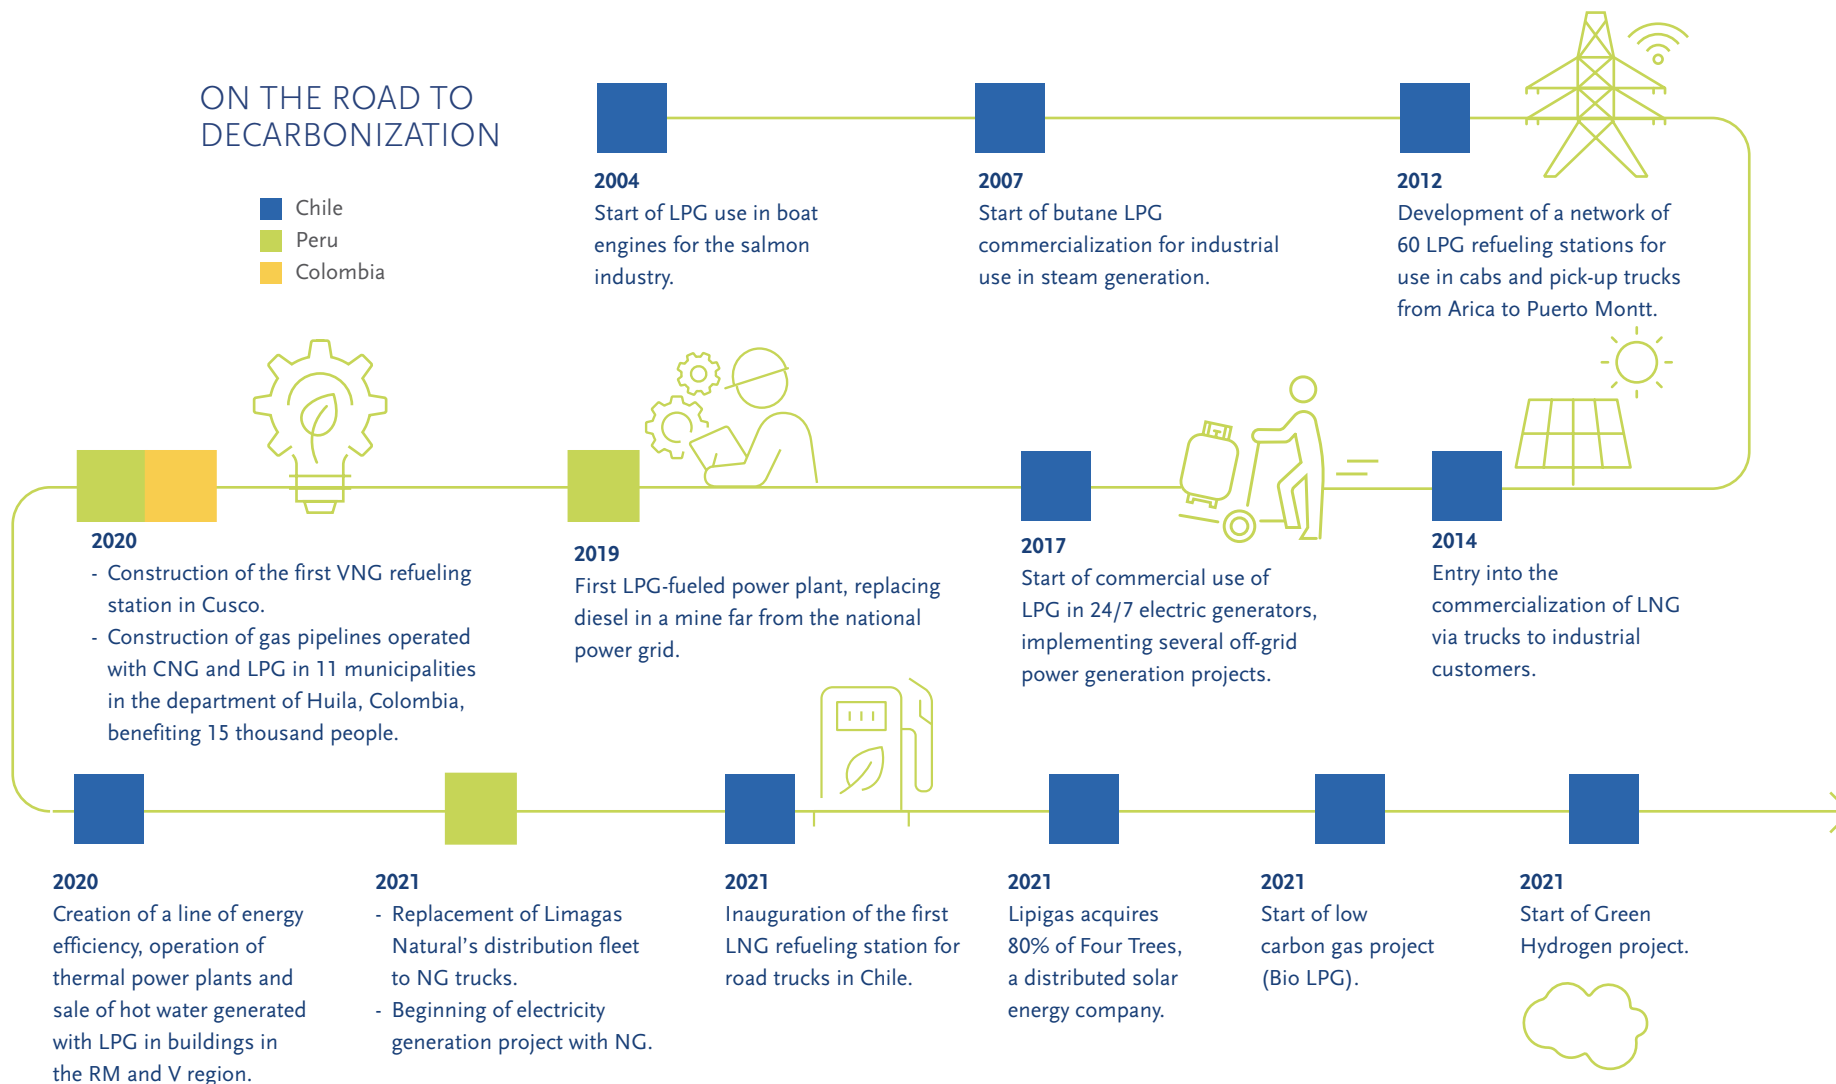 ON THE ROAD TO
DECARBONIZATION
Chile
Peru
Colombia
2004
Start of LPG use in boat
engines for the salmon
industry.
2007
Start of butane LPG
commercialization for industrial
use in steam generation.
2012
Development of a network of
60 LPG refueling stations for
use in cabs and pick-up trucks
from Arica to Puerto Montt.
2014
Entry into the
commercialization of LNG
via trucks to industrial
customers.
2017
Start of commercial use of
LPG in 24/7 electric generators,
implementing several off-grid
power generation projects.
2019
First LPG-fueled power plant, replacing
diesel in a mine far from the national
power grid.
2020
- Construction of the first VNG refueling
station in Cusco.
- Construction of gas pipelines operated
with CNG and LPG in 11 municipalities
in the department of Huila, Colombia,
benefiting 15 thousand people.
2020
Creation of a line of energy
efficiency, operation of
thermal power plants and
sale of hot water generated
with LPG in buildings in
the RM and V region.
2021
- Replacement of Limagas
Natural's distribution fleet
to NG trucks.
- Beginning of electricity
generation project with NG.
2021
Inauguration of the first
LNG refueling station for
road trucks in Chile.
2021
Lipigas acquires
80% of Four Trees,
a distributed solar
energy company.
2021
Start of low
carbon gas project
(Bio LPG).
2021
Start of Green
Hydrogen project.